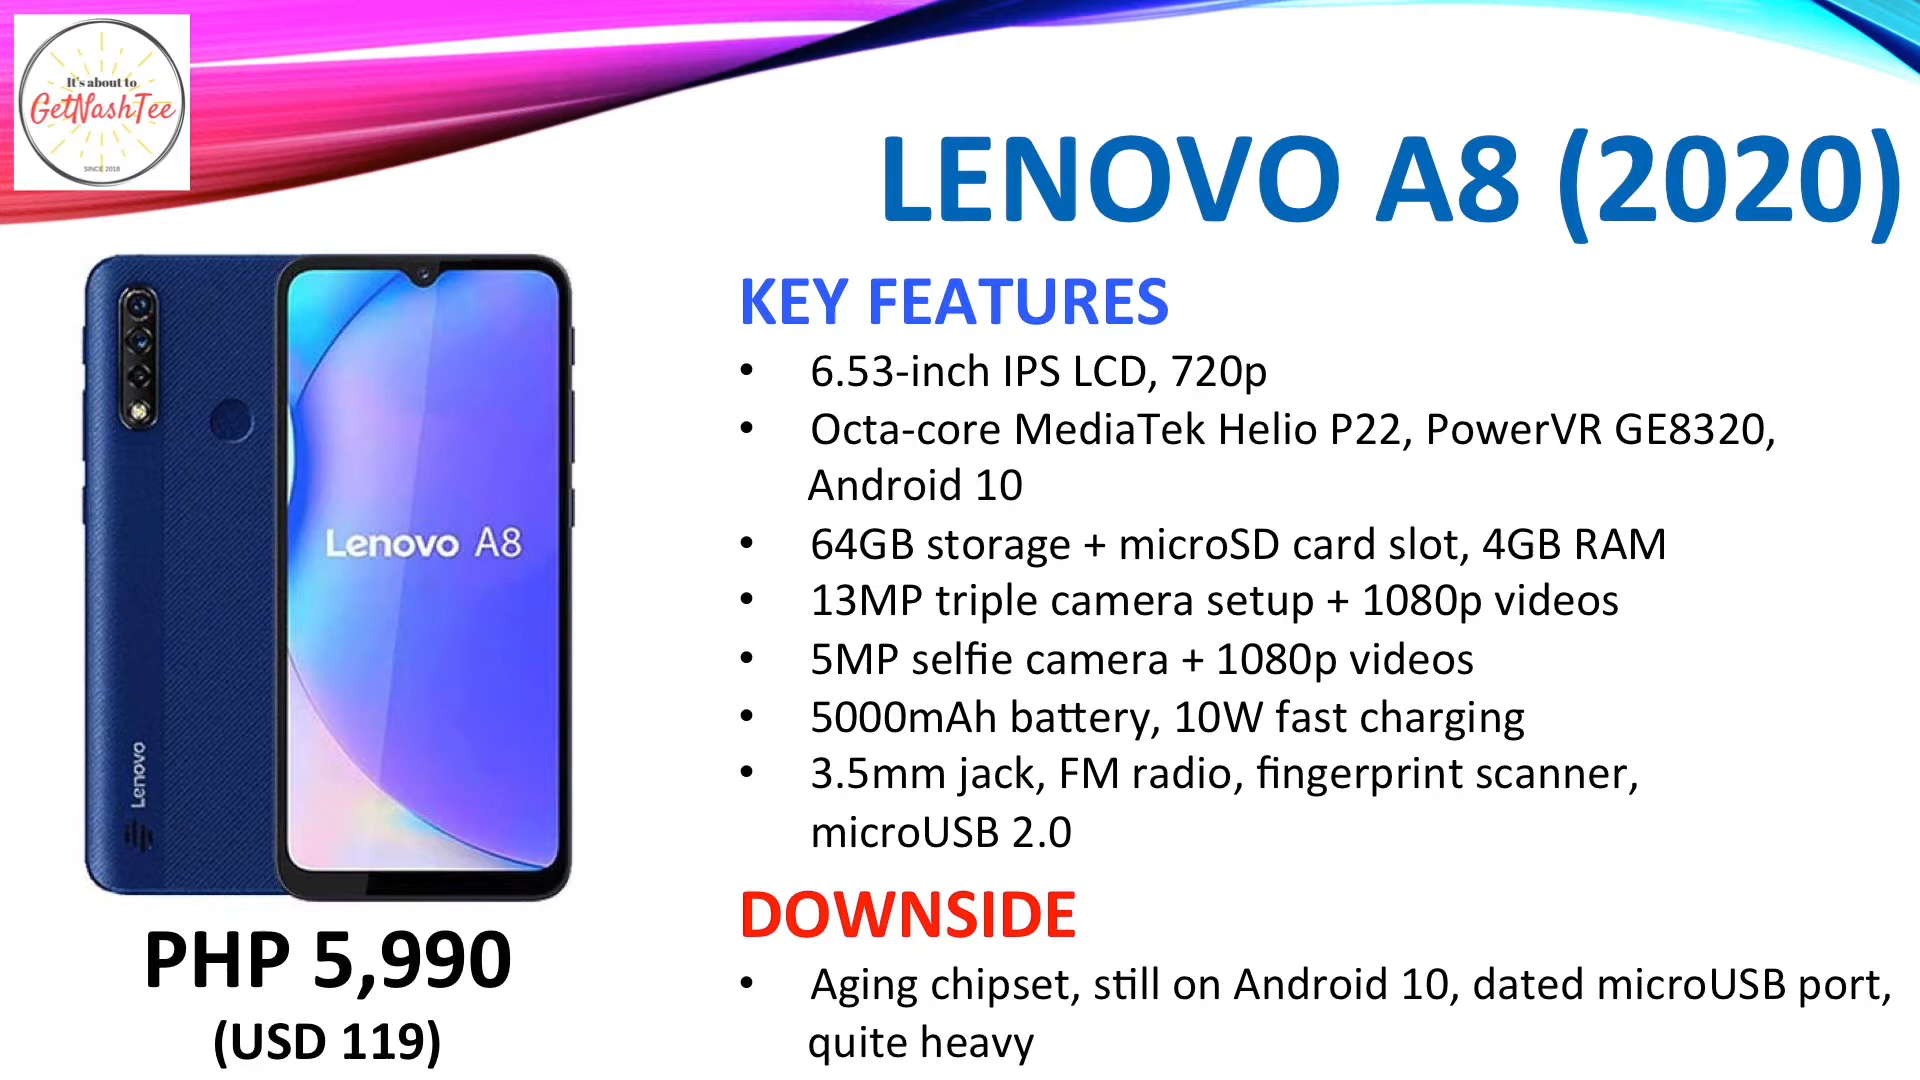 It's about to
GetNashTee
SINCE 2018
LENOVO A8 (2020)
Lenovo A8
Lenovo
PHP 5,990
(USD 119)
KEY FEATURES
• 6.53-inch IPS LCD, 720p
• Octa-core MediaTek Helio P22, PowerVR GE8320,
Android 10
• 64GB storage + microSD card slot, 4GB RAM
• 13MP triple camera setup + 1080p videos
• 5MP selfie camera + 1080p videos
• 5000mAh battery, 10W fast charging
• 3.5mm jack, FM radio, fingerprint scanner,
microUSB 2.0
DOWNSIDE
• Aging chipset, still on Android 10, dated microUSB port,
quite heavy